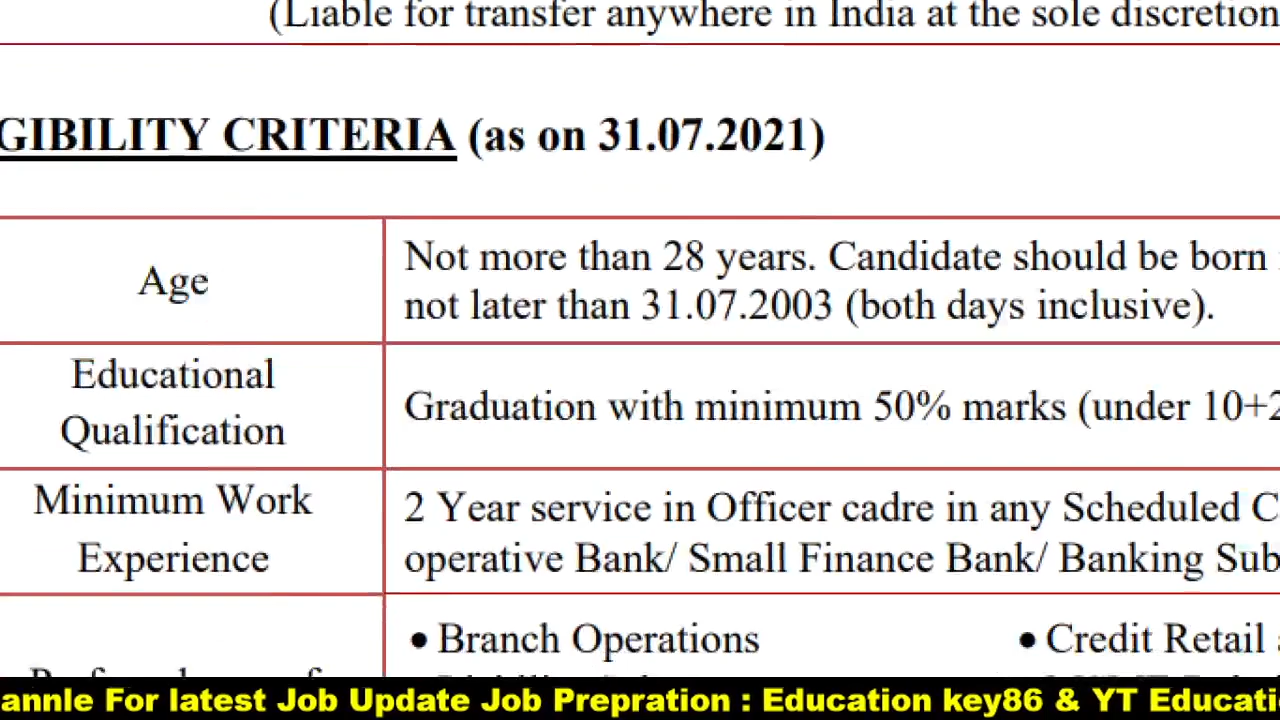 (Liable for transfer anywhere in India at the sole discretion
GIBILITY CRITERIA (as on 31.07.2021)
Age
Not more than 28 years. Candidate should be born
not later than 31.07.2003 (both days inclusive).
Educational
Qualification
Graduation with minimum 50% marks (under 10+2
Minimum Work
Experience
2 Year service in Officer cadre in any Scheduled C
operative Bank/ Small Finance Bank/ Banking Sub
• Branch Operations
• Credit Retail
annle For latest Job Update Job Prepration : Education key86 & YT Educati